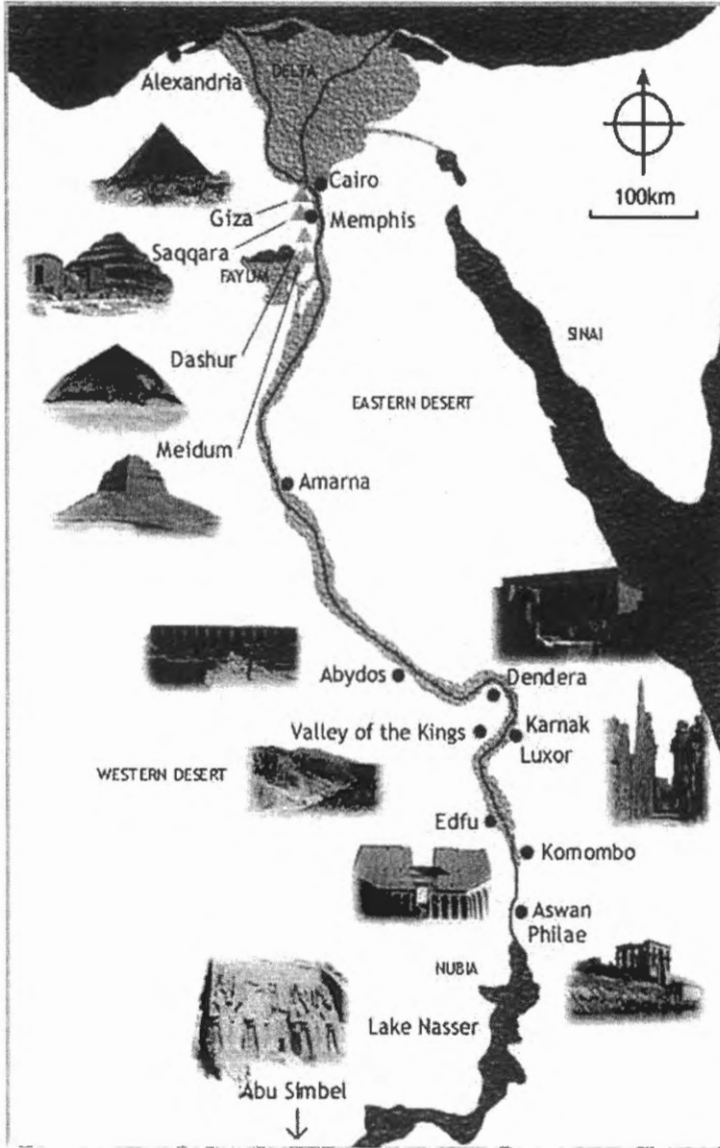 DELTA
Alexandria
100km
Cairo
Giza
Memphis
Saqqara
FAYUM
SINAI
Dashur
EASTERN DESERT
Meidum
Amarna
Abydos
Dendera
Valley of the Kings
Karnak
Luxor
WESTERN DESERT
Edfu
Komombo
Aswan
Philae
NUBIA
Lake Nasser
Abu Simbel